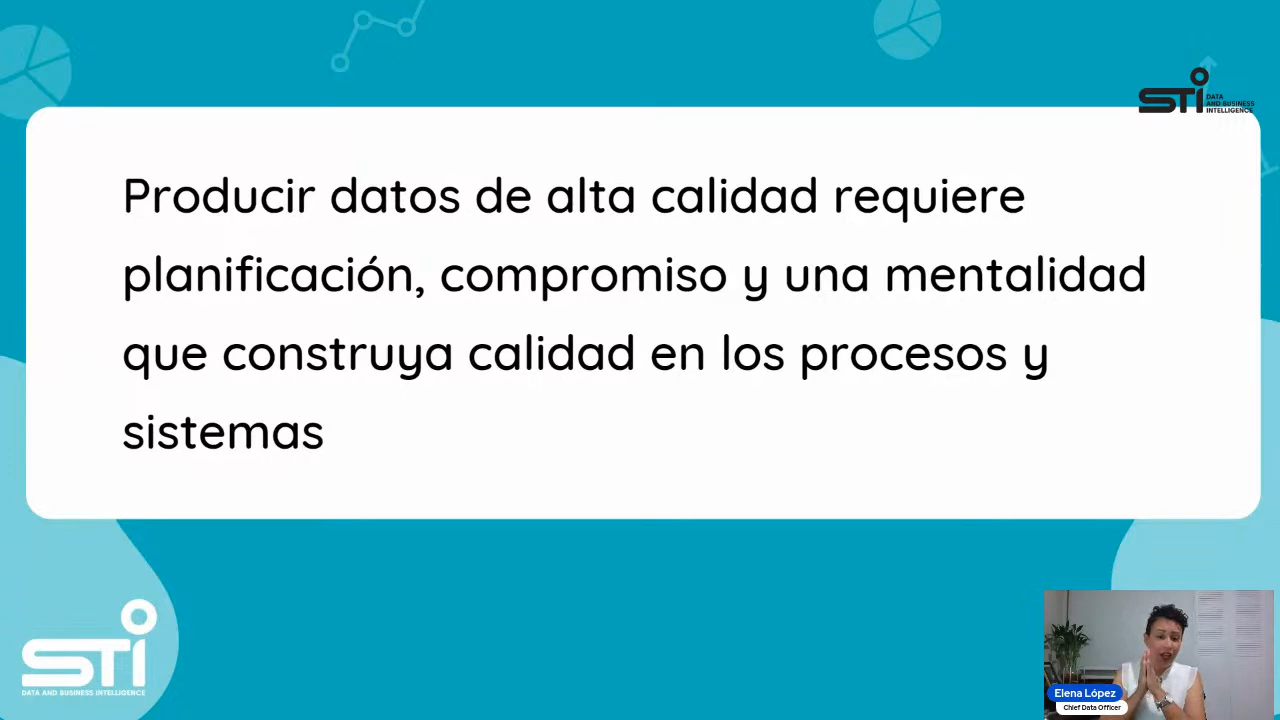 STi
DATA
AND BUSINESS
INTELLIGENCE
Producir datos de alta calidad requiere
planificación, compromiso y una mentalidad
que construya calidad en los procesos y
sistemas
STi
DATA AND BUSINESS INTELLIGENCE
Elena López
Chief Data Officer